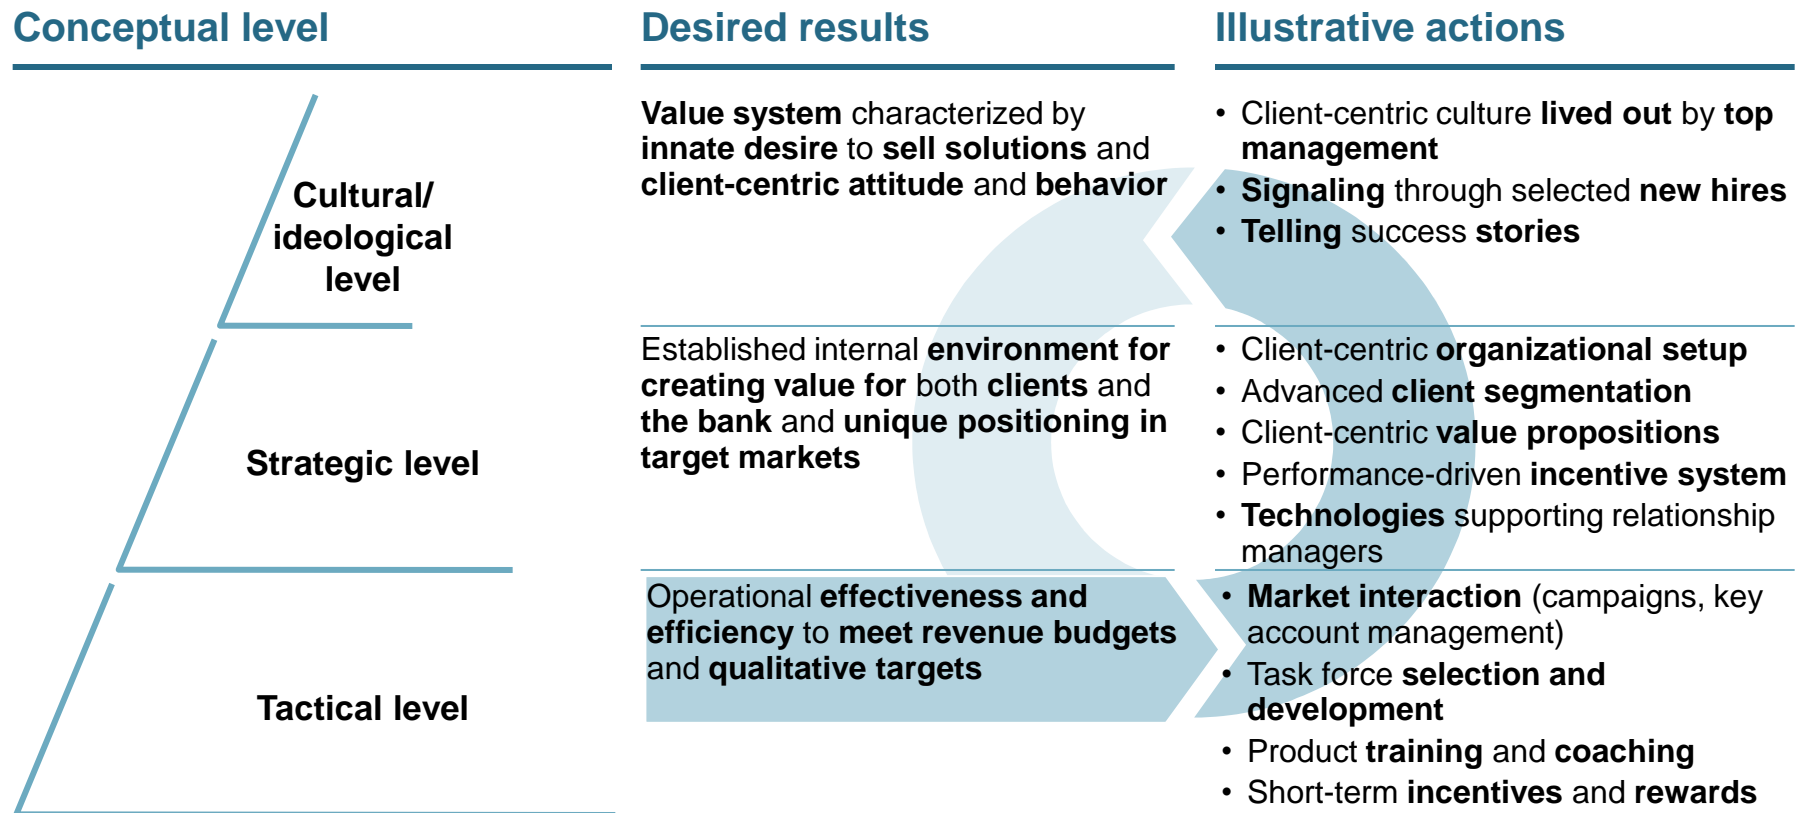 Conceptual level
Desired results
Illustrative actions
Cultural/
ideological
level
Value system characterized by
innate desire to sell solutions and
client-centric attitude and behavior
• Client-centric culture lived out by top
management
• Signaling through selected new hires
• Telling success stories
Strategic level
Established internal environment for
creating value for both clients and
the bank and unique positioning in
target markets
• Client-centric organizational setup
• Advanced client segmentation
• Client-centric value propositions
• Performance-driven incentive system
• Technologies supporting relationship
managers
Tactical level
Operational effectiveness and
efficiency to meet revenue budgets
and qualitative targets
• Market interaction (campaigns, key
account management)
• Task force selection and
development
• Product training and coaching
• Short-term incentives and rewards